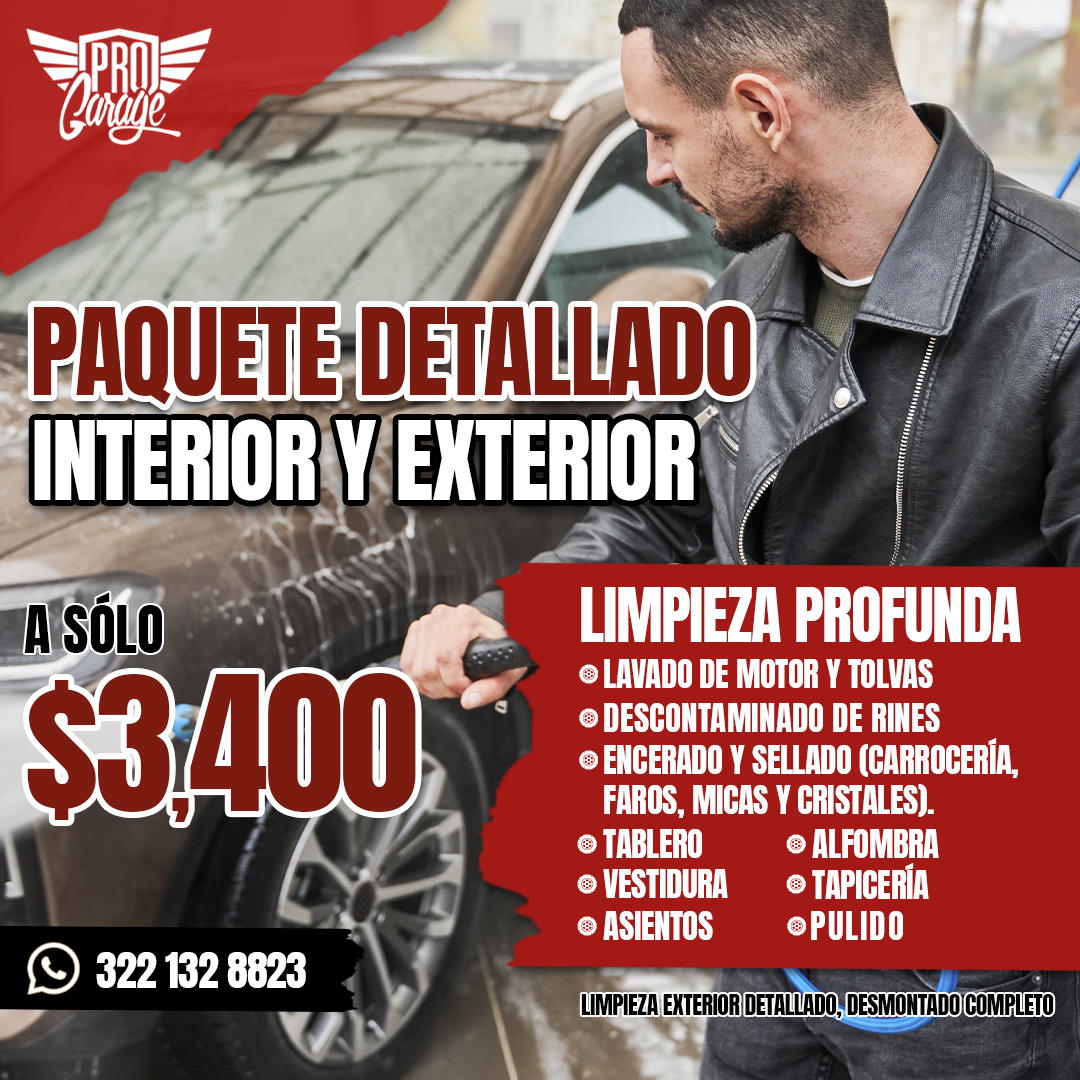 PRO
Garage
PAQUETE DETALLADO
INTERIOR Y EXTERIOR
A SÓLO
$3,400
322 132 8823
LIMPIEZA PROFUNDA
LAVADO DE MOTOR Y TOLVAS
DESCONTAMINADO DE RINES
ENCERADO Y SELLADO (CARROCERÍA,
FAROS, MICAS Y CRISTALES).
TABLERO
VESTIDURA
ASIENTOS
ALFOMBRA
TAPICERÍA
PULIDO
LIMPIEZA EXTERIOR DETALLADO, DESMONTADO COMPLETO